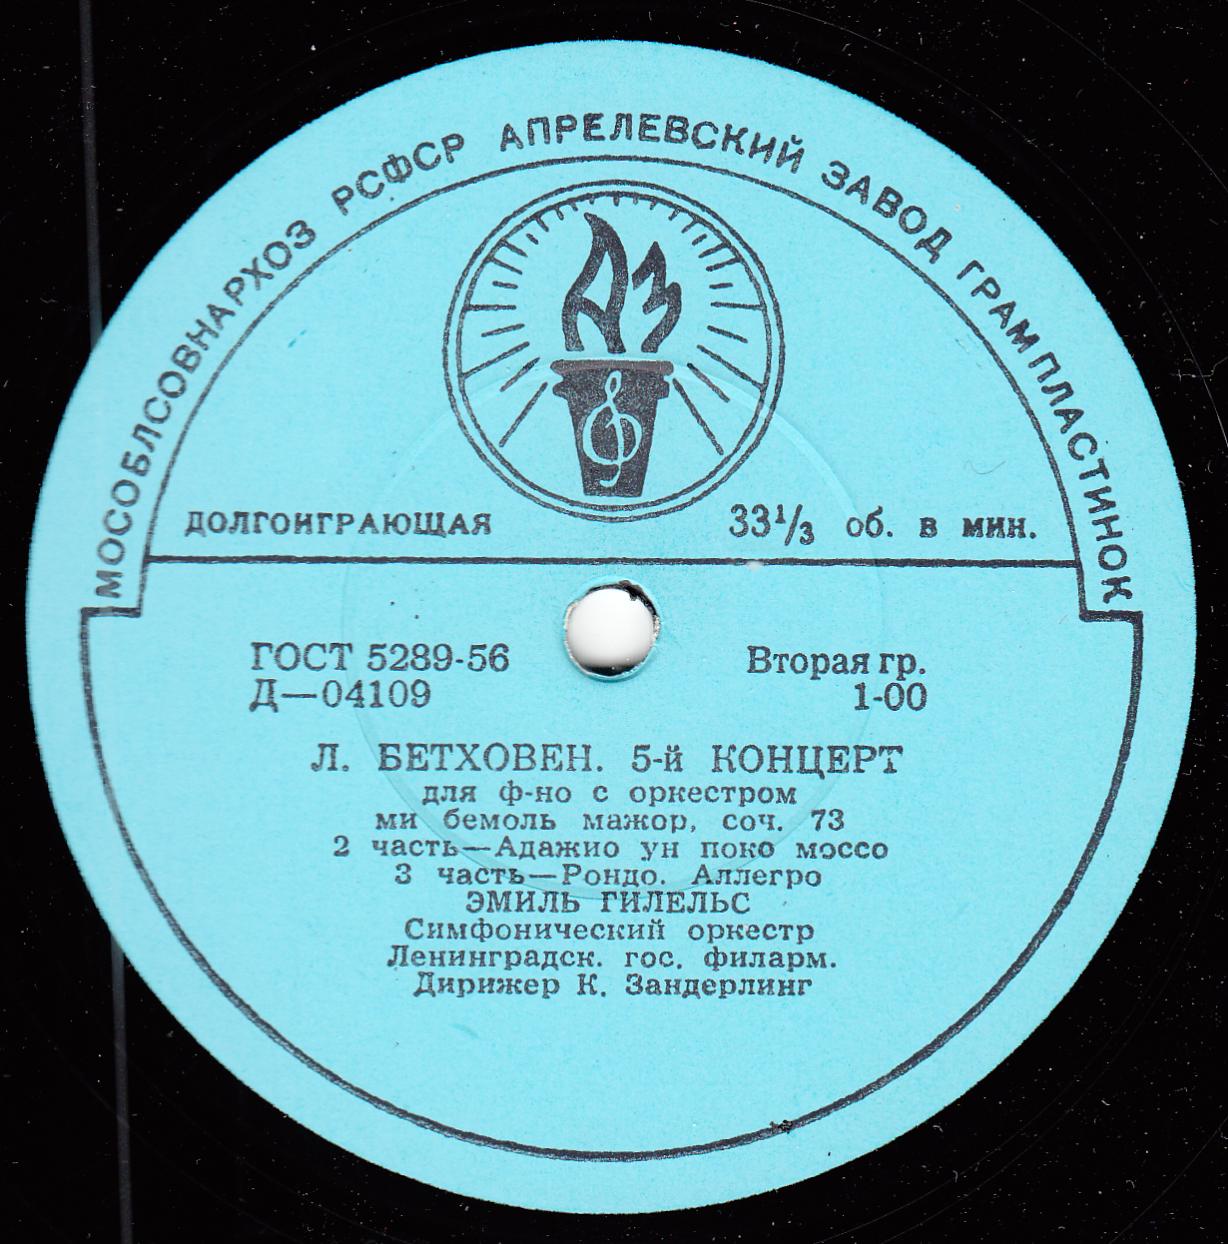 МОСОБЛСОВНАРХОЗ РСФСР АПРЕЛЕВСКИЙ ЗАВОД ГРАМПЛАСТИНОК
АЗ
ДОЛГОИГРАЮЩАЯ 33⅓ об. в мин.
ГОСТ 5289-56 Вторая гр.
Д—04109 1-00
Л. БЕТХОВЕН. 5-й КОНЦЕРТ
для ф-но с оркестром
ми бемоль мажор, соч. 73
2 часть—Адажио ун поко моссо
3 часть—Рондо. Аллегро
ЭМИЛЬ ГИЛЕЛЬС
Симфонический оркестр
Ленинградск. гос. филарм.
Дирижер К. Зандерлинг